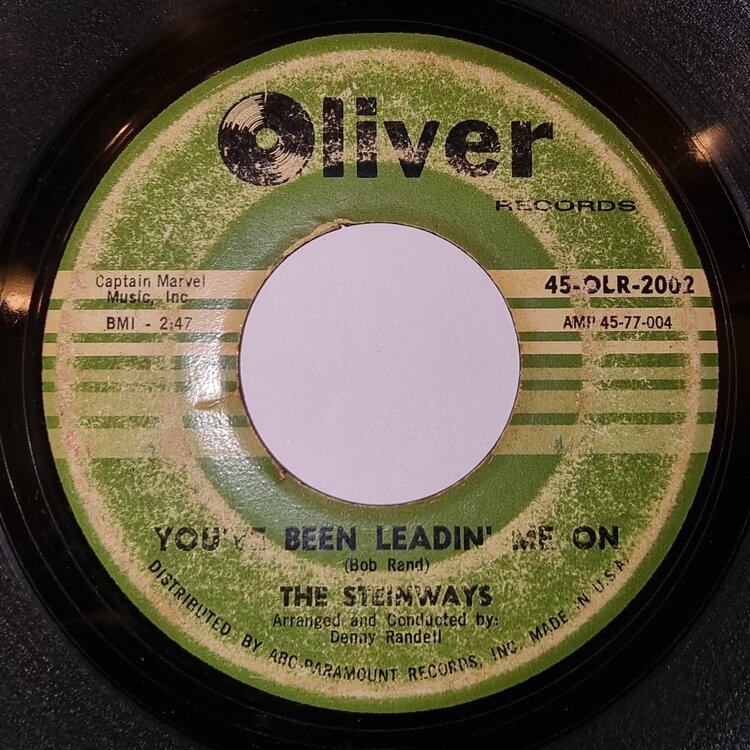 Oliver
RECORDS
Captain Marvel
Music, Inc
BMI - 2:47
45-OLR-2002
AMP 45-77-004
YOU'VE BEEN LEADIN' ME ON
(Bob Rand)
THE STEINWAYS
Arranged and Conducted by:
Denny Randell
DISTRIBUTED BY ABC-PARAMOUNT RECORDS, INC. MADE IN U.S.A.